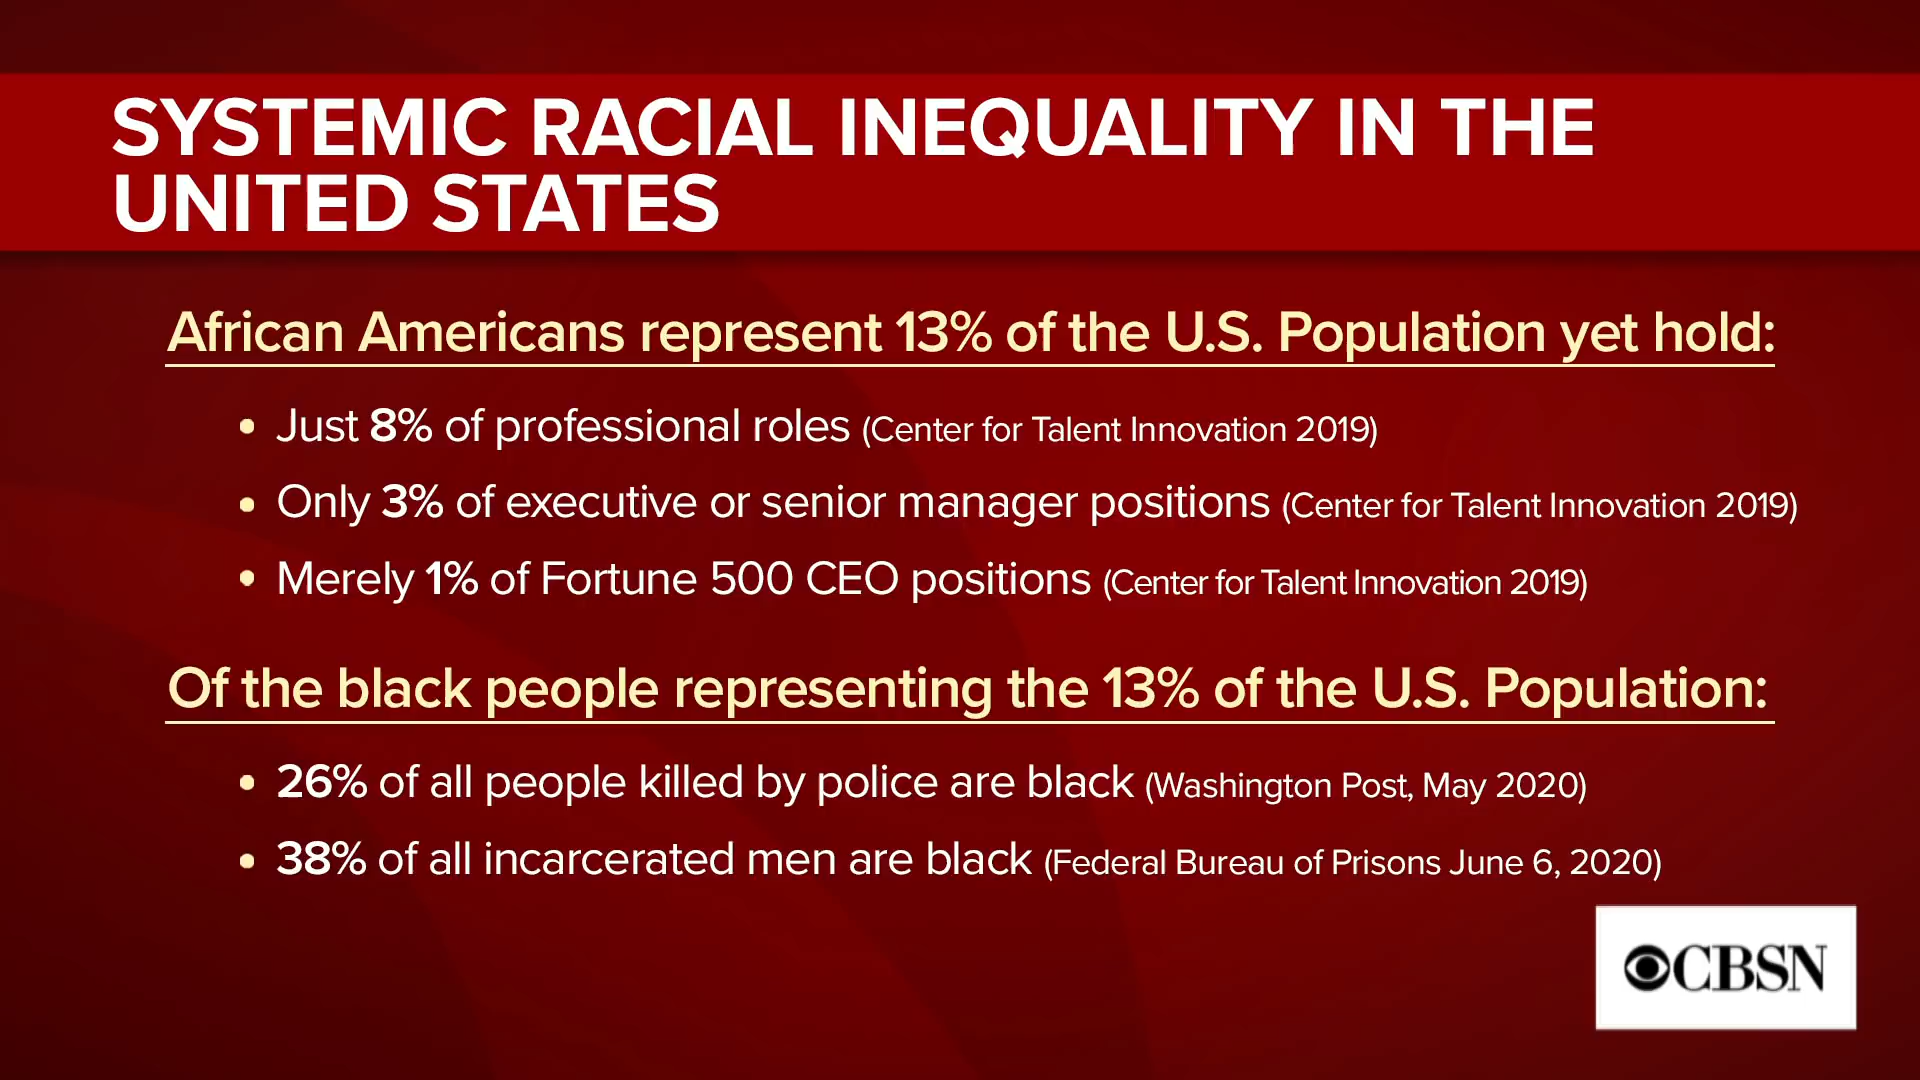 SYSTEMIC RACIAL INEQUALITY IN THE
UNITED STATES
African Americans represent 13% of the U.S. Population yet hold:
• Just 8% of professional roles (Center for Talent Innovation 2019)
• Only 3% of executive or senior manager positions (Center for Talent Innovation 2019)
• Merely 1% of Fortune 500 CEO positions (Center for Talent Innovation 2019)
Of the black people representing the 13% of the U.S. Population:
• 26% of all people killed by police are black (Washington Post, May 2020)
• 38% of all incarcerated men are black (Federal Bureau of Prisons June 6, 2020)
CBSN